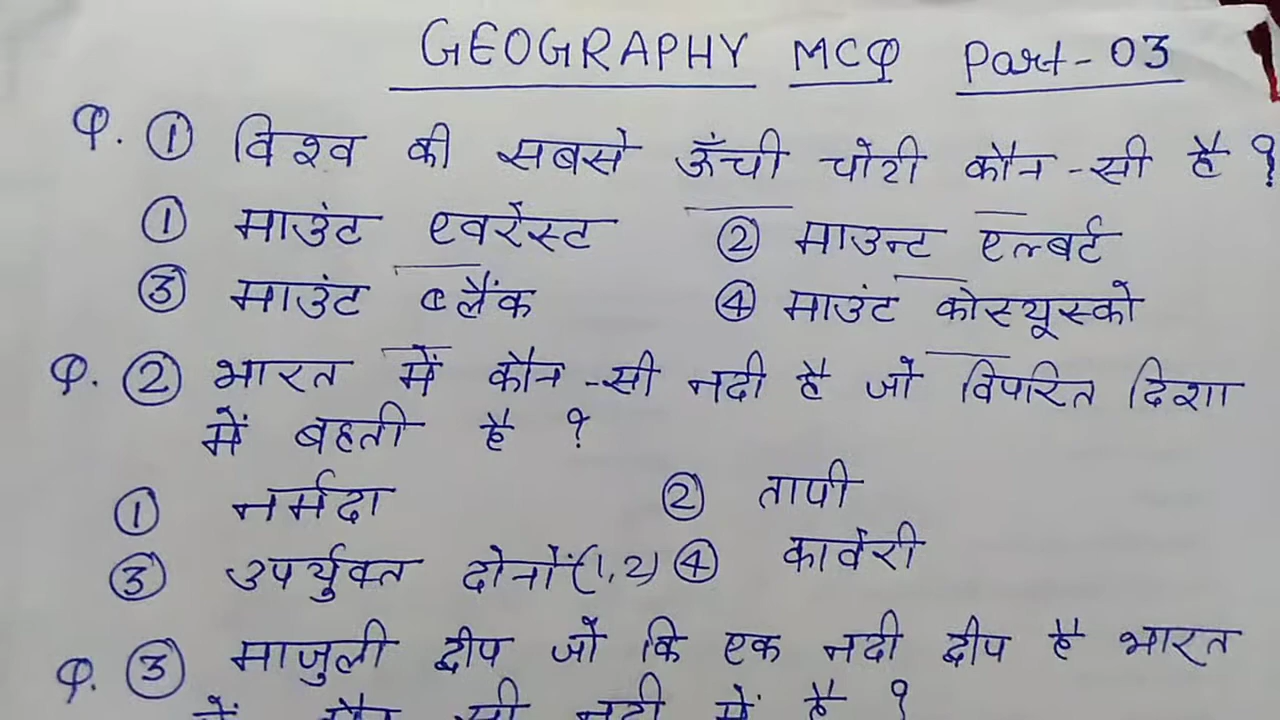 GEOGRAPHY MCQ Part-03
Q. ① विश्व की सबसे ऊँची चोटी कौन-सी है ?
① माउंट एवरेस्ट ② माउन्ट एल्बर्ट
③ माउंट ब्लैंक ④ माउंट कोस्यूस्को
Q. ② भारत में कौन-सी नदी है जो विपरित दिशा
में बहती है ?
① नर्मदा ② तापी
③ उपर्युक्त दोनों (1,2) ④ कावेरी
Q. ③ माजुली द्वीप जो कि एक नदी द्वीप है भारत
में कौन सी नदी में है ?